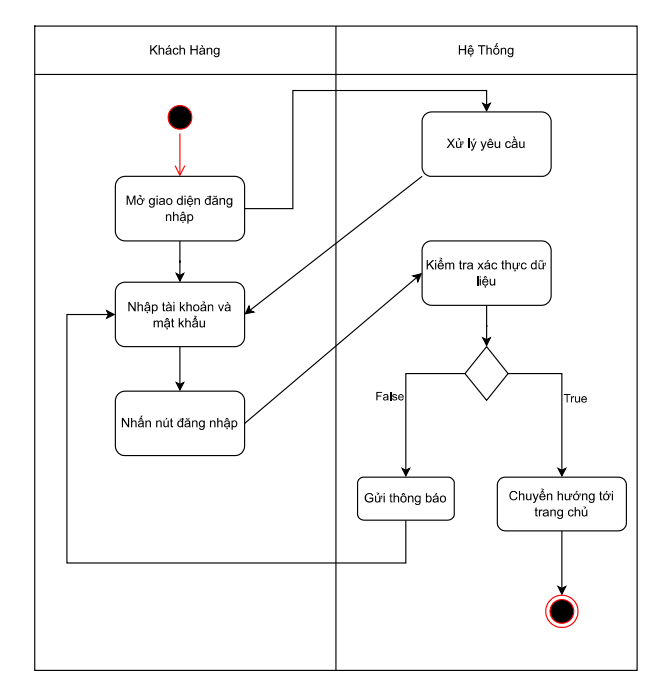 Khách Hàng
Hệ Thống
Xử lý yêu cầu
Mở giao diện đăng
nhập
Kiểm tra xác thực dữ
liệu
Nhập tài khoản và
mật khẩu
False
True
Nhấn nút đăng nhập
Gửi thông báo
Chuyển hướng tới
trang chủ